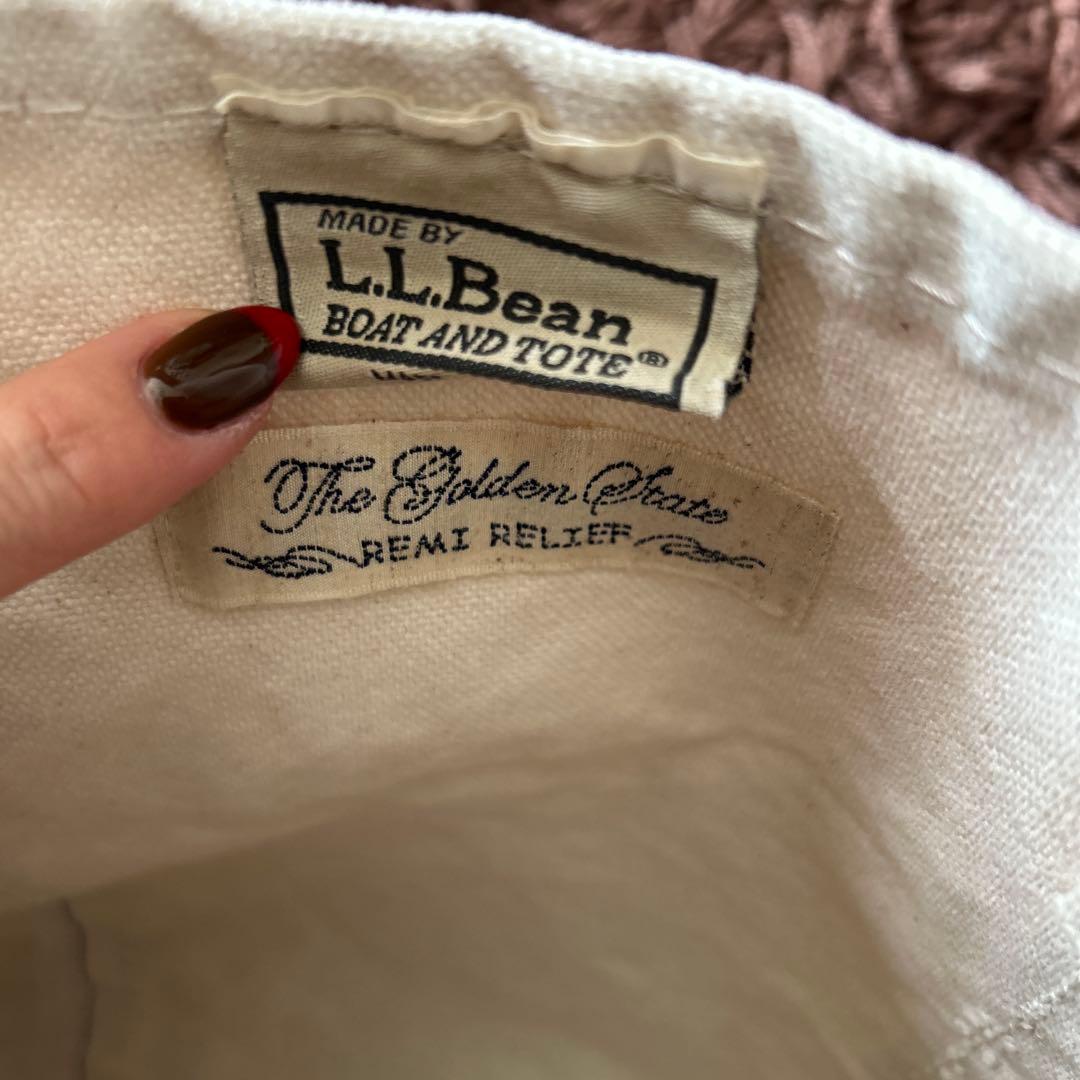 MADE BY
L.L.Bean
BOAT AND TOTE®
The Golden State
REMI RELIEF